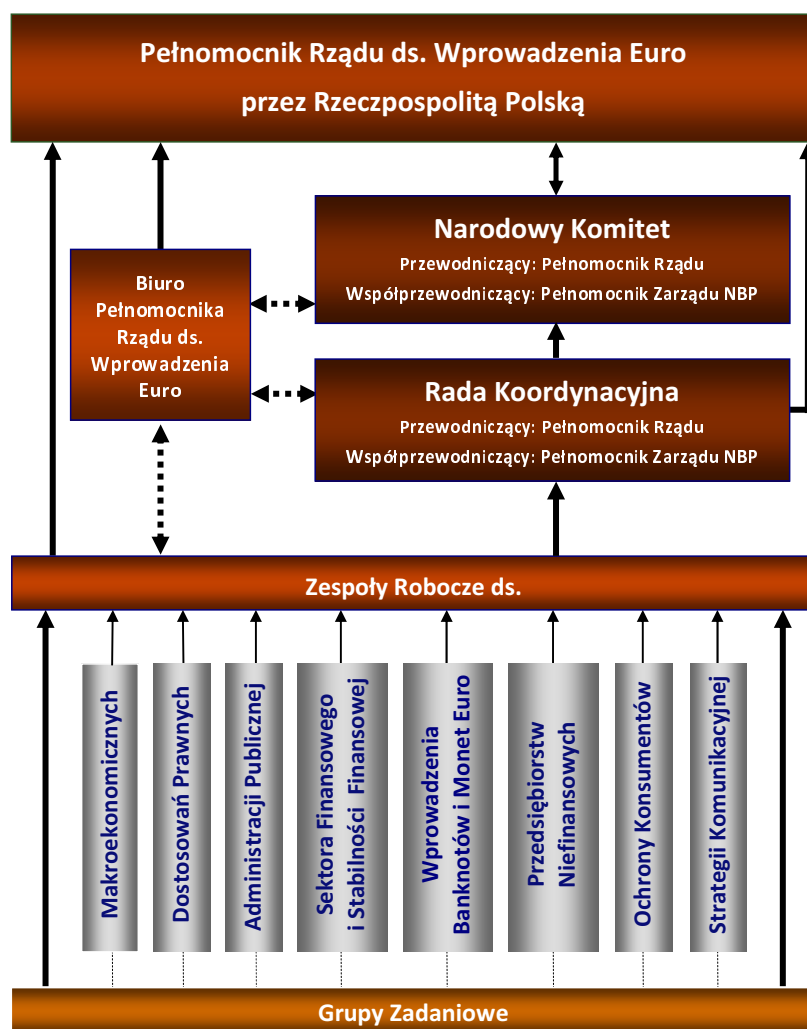 Pełnomocnik Rządu ds. Wprowadzenia Euro
przez Rzeczpospolitą Polską
Narodowy Komitet
Przewodniczący: Pełnomocnik Rządu
Współprzewodniczący: Pełnomocnik Zarządu NBP
Biuro
Pełnomocnika
Rządu ds.
Wprowadzenia
Euro
Rada Koordynacyjna
Przewodniczący: Pełnomocnik Rządu
Współprzewodniczący: Pełnomocnik Zarządu NBP
Zespoły Robocze ds.
Makroekonomicznych
Dostosowań Prawnych
Administracji Publicznej
Sektora Finansowego
i Stabilności Finansowej
Wprowadzenia
Banknotów i Monet Euro
Przedsiębiorstw
Niefinansowych
Ochrony Konsumentów
Strategii Komunikacyjnej
Grupy Zadaniowe